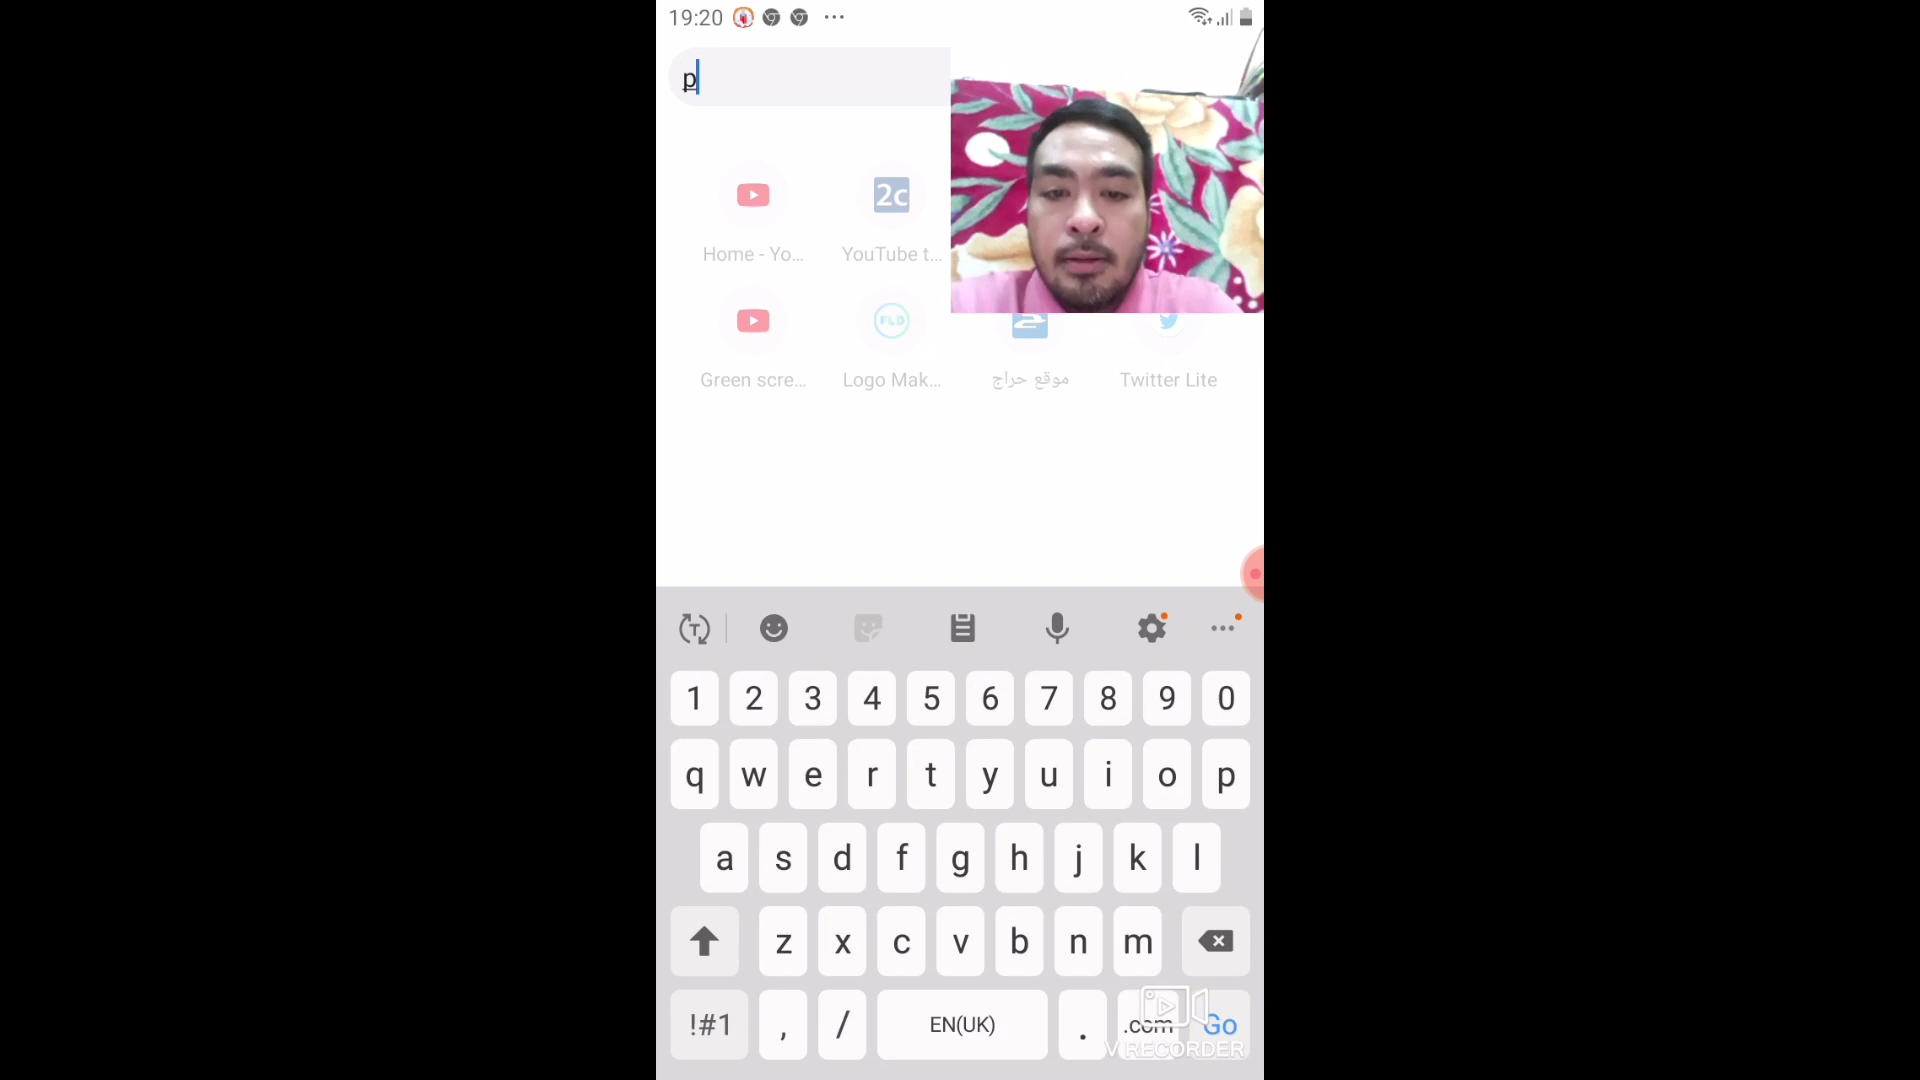 19:20
p
2c
Home - Yo...
YouTube t...
FLD
Green scre...
Logo Mak...
موقع حراج
Twitter Lite
T
1 2 3 4 5 6 7 8 9 0
q w e r t y u i o p
a s d f g h j k l
z x c v b n m
!#1 , / EN(UK) . .com Go
V RECORDER